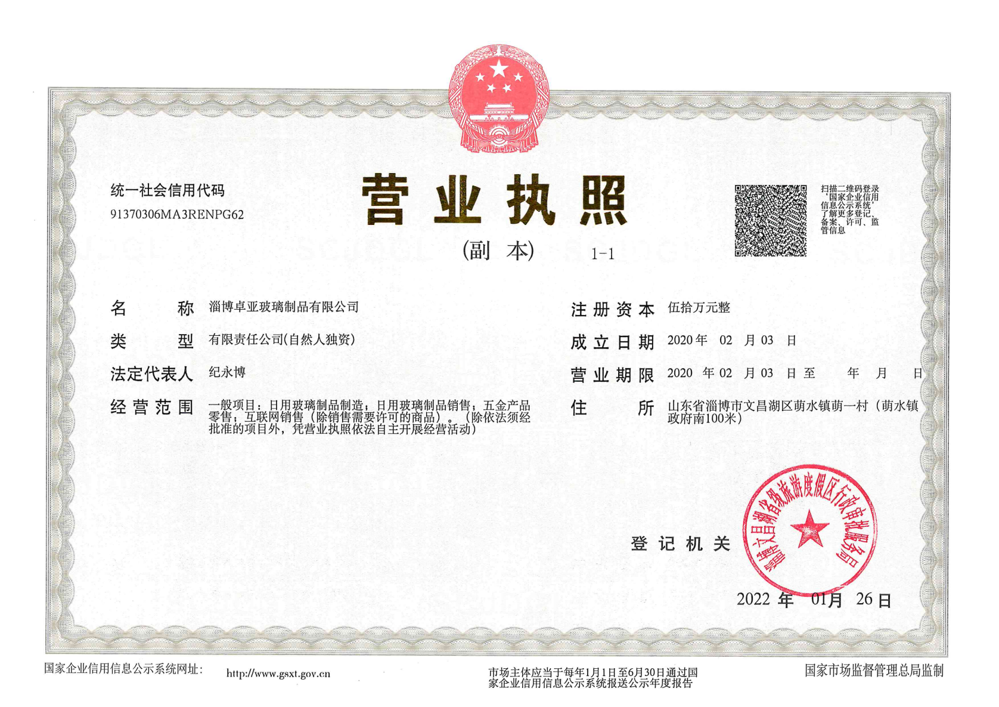 营业执照
(副 本) 1-1
统一社会信用代码
91370306MA3RENPG62
扫描二维码登录
‘国家企业信用
信息公示系统’
了解更多登记、
备案、许可、监
管信息
名 称 淄博卓亚玻璃制品有限公司
类 型 有限责任公司(自然人独资)
法定代表人 纪永博
经营范围 一般项目：日用玻璃制品制造；日用玻璃制品销售；五金产品
零售；互联网销售（除销售需要许可的商品）。（除依法须经
批准的项目外，凭营业执照依法自主开展经营活动）
注册资本 伍拾万元整
成立日期 2020年 02 月 03 日
营业期限 2020 年 02 月 03 日 至 年 月 日
住 所 山东省淄博市文昌湖区萌水镇萌一村（萌水镇
政府南100米）
淄博文昌湖省级旅游度假区行政审批服务局
登记机关
2022 年 01月 26日
国家企业信用信息公示系统网址： http://www.gsxt.gov.cn
市场主体应当于每年1月1日至6月30日通过国
家企业信用信息公示系统报送公示年度报告
国家市场监督管理总局监制